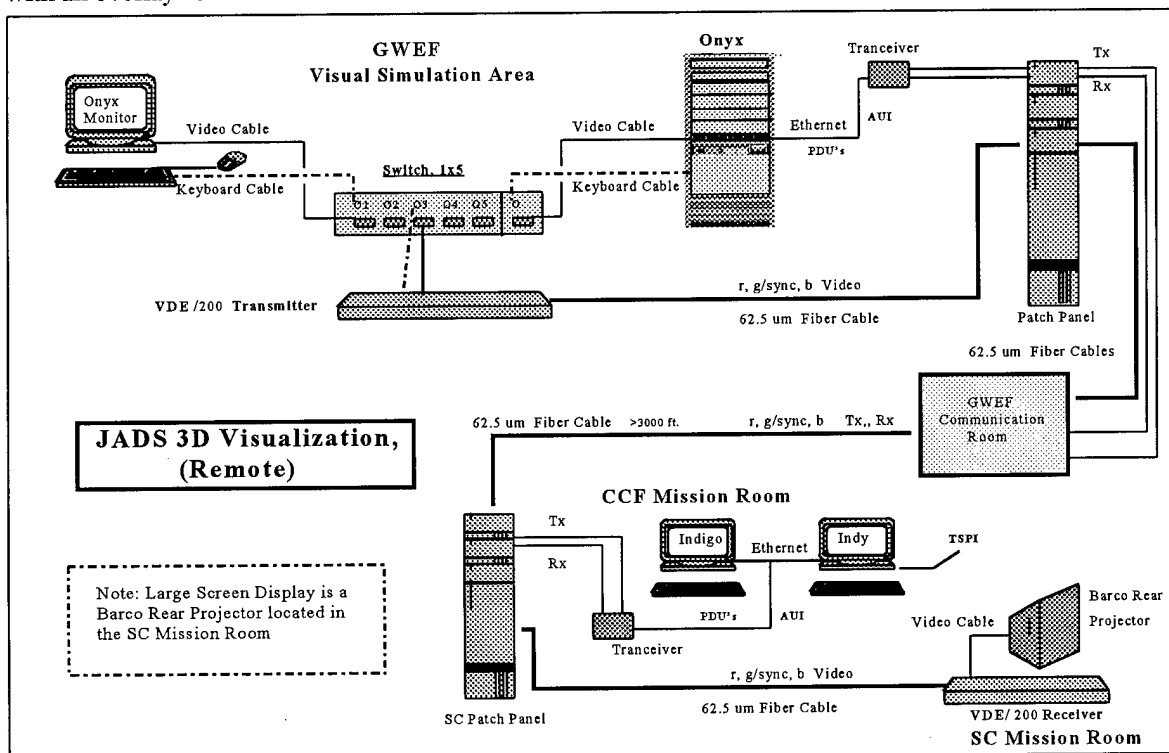 GWEF
Visual Simulation Area
Onyx
Tranceiver
Tx
Rx
Onyx
Monitor
Video Cable
Video Cable
Ethernet
AUI
PDU's
Keyboard Cable
Switch, 1x5
Keyboard Cable
O1 O2 O3 O4 O5
VDE/200 Transmitter
r, g/sync, b Video
62.5 um Fiber Cable
Patch Panel
62.5 um Fiber Cables
GWEF
Communication
Room
JADS 3D Visualization,
(Remote)
62.5 um Fiber Cable >3000 ft. r, g/sync, b Tx,, Rx
CCF Mission Room
Tx
Rx
Indigo
Ethernet
Indy
TSPI
Note: Large Screen Display is a
Barco Rear Projector located in
the SC Mission Room
PDU's
AUI
Tranceiver
Video Cable
Barco Rear
Projector
r, g/sync, b Video
62.5 um Fiber Cable
SC Patch Panel
VDE/ 200 Receiver
SC Mission Room